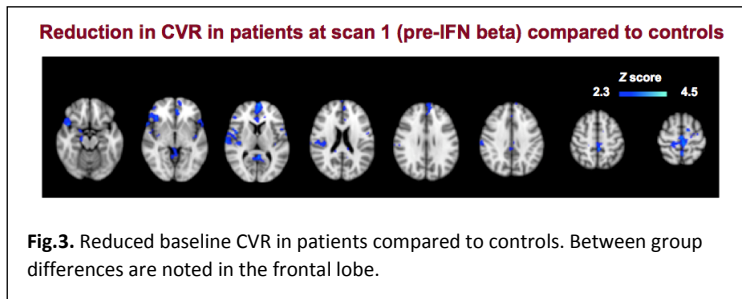 Reduction in CVR in patients at scan 1 (pre-IFN beta) compared to controls
Z score
2.3 4.5
Fig.3. Reduced baseline CVR in patients compared to controls. Between group
differences are noted in the frontal lobe.